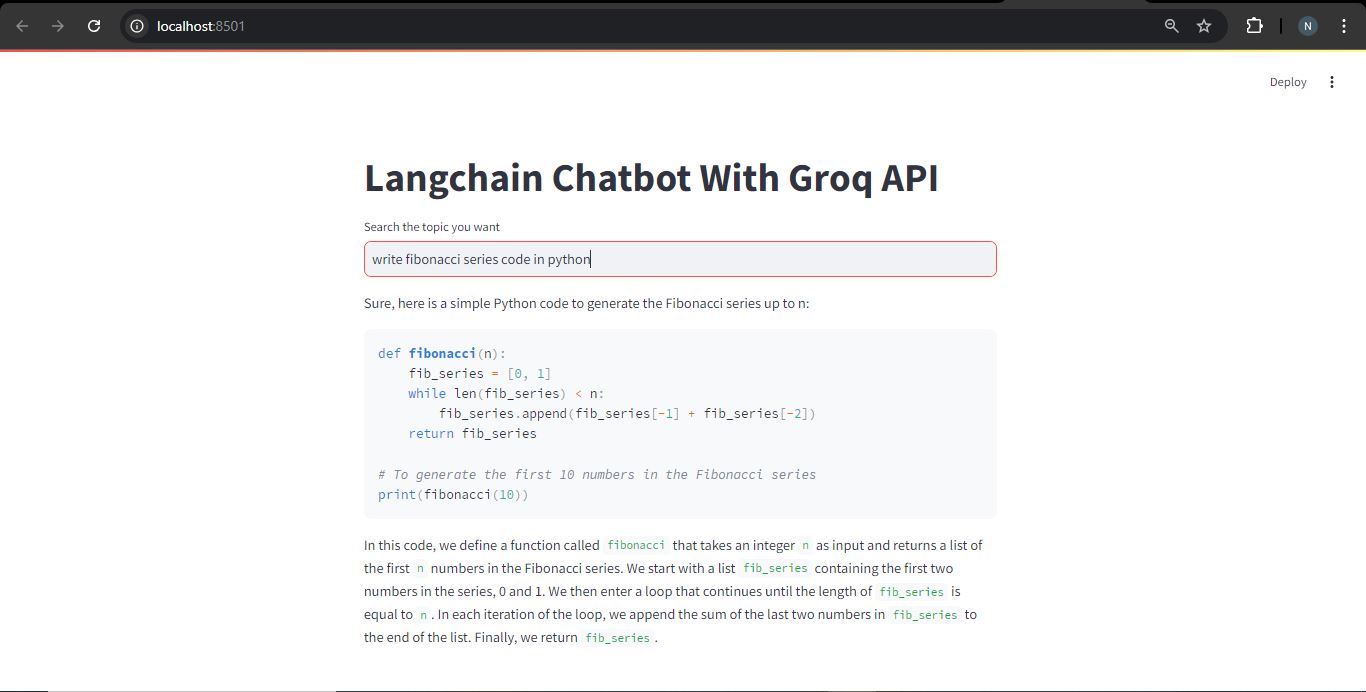 localhost:8501
N
Deploy
Langchain Chatbot With Groq API
Search the topic you want
write fibonacci series code in python
Sure, here is a simple Python code to generate the Fibonacci series up to n:
def fibonacci(n):
    fib_series = [0, 1]
    while len(fib_series) < n:
        fib_series.append(fib_series[-1] + fib_series[-2])
    return fib_series
# To generate the first 10 numbers in the Fibonacci series
print(fibonacci(10))
In this code, we define a function called fibonacci that takes an integer n as input and returns a list of
the first n numbers in the Fibonacci series. We start with a list fib_series containing the first two
numbers in the series, 0 and 1. We then enter a loop that continues until the length of fib_series is
equal to n . In each iteration of the loop, we append the sum of the last two numbers in fib_series to
the end of the list. Finally, we return fib_series .